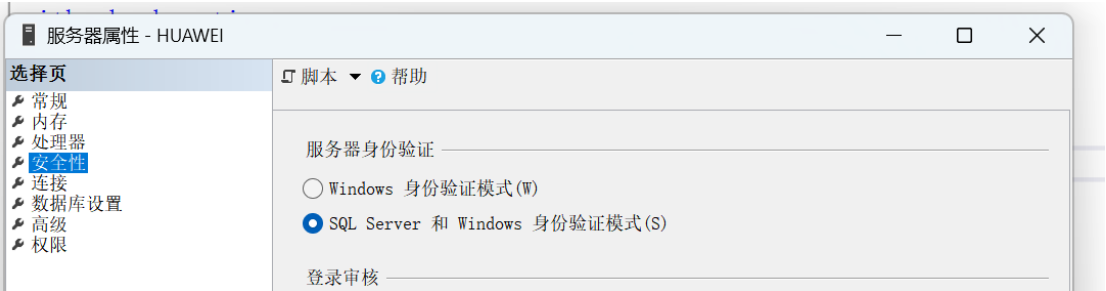 服务器属性 - HUAWEI
选择页
常规
内存
处理器
安全性
连接
数据库设置
高级
权限
脚本 帮助
服务器身份验证
Windows 身份验证模式(W)
SQL Server 和 Windows 身份验证模式(S)
登录审核